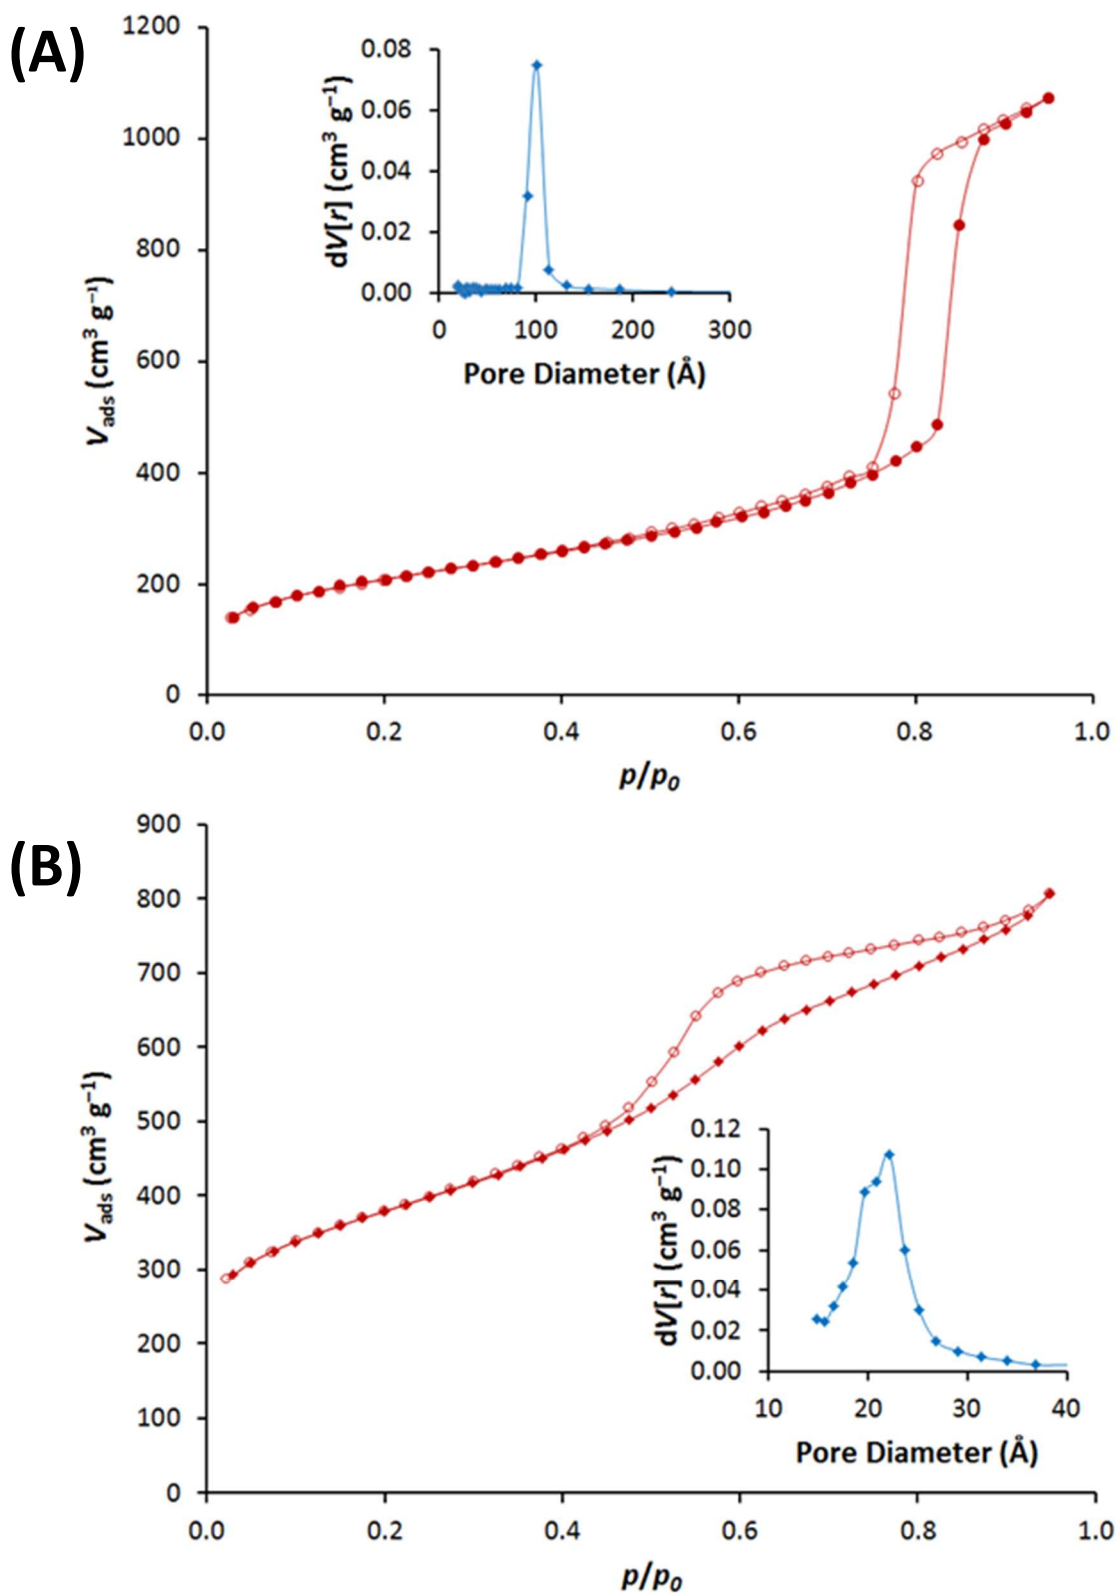 (A)
1200
1000
800
600
400
200
0
V_ads (cm³ g⁻¹)
0.0 0.2 0.4 0.6 0.8 1.0
p/p₀
0.08
0.06
0.04
0.02
0.00
dV[r] (cm³ g⁻¹)
0 100 200 300
Pore Diameter (Å)
(B)
900
800
700
600
500
400
300
200
100
0
V_ads (cm³ g⁻¹)
0.0 0.2 0.4 0.6 0.8 1.0
p/p₀
0.12
0.10
0.08
0.06
0.04
0.02
0.00
dV[r] (cm³ g⁻¹)
10 20 30 40
Pore Diameter (Å)